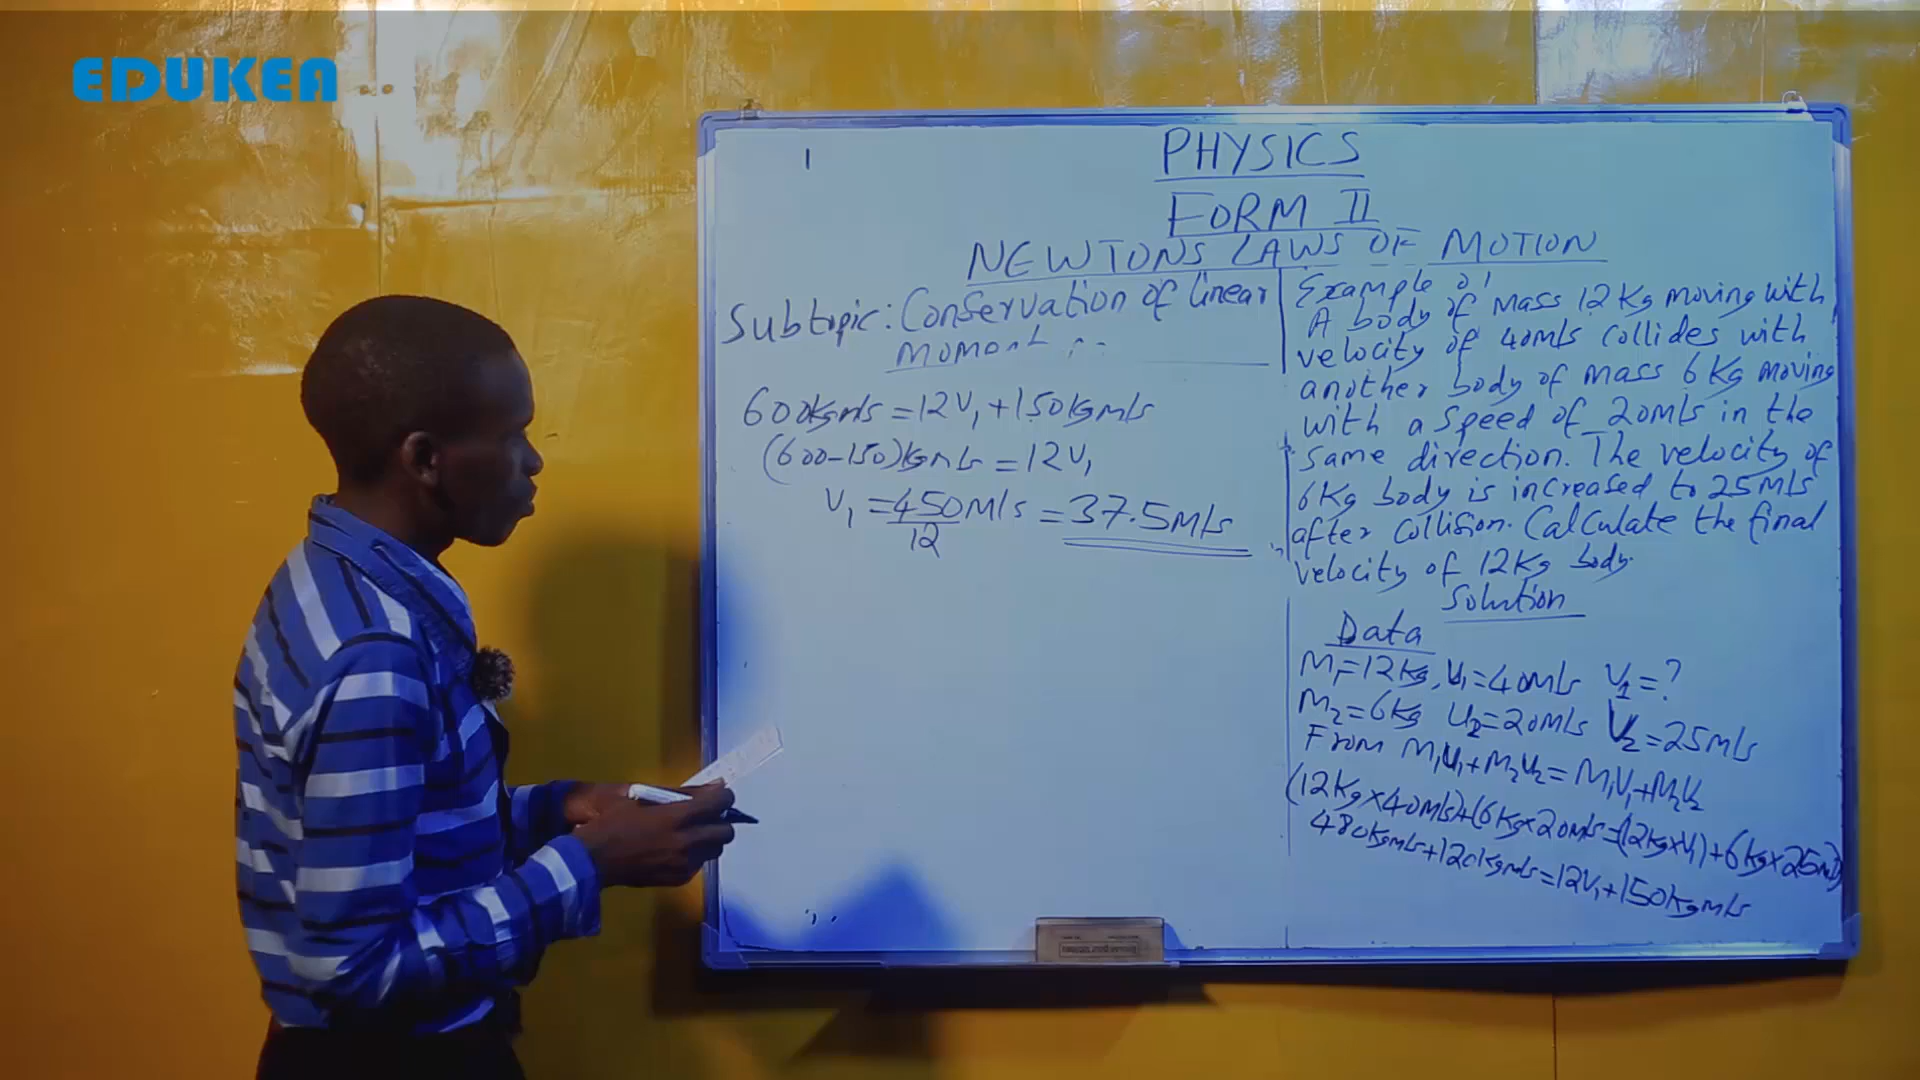 EDUKEA
PHYSICS
FORM II
NEWTONS LAWS OF MOTION
Subtopic: Conservation of linear
600kgm/s = 12V₁ + 150kgm/s
(600-150)kgm/s = 12V₁
V₁ = 450m/s = 37.5m/s
12
Example
A body of mass 12Kg moving with
velocity of 40m/s collides with
another body of mass 6Kg moving
with a speed of 20m/s in the
same direction. The velocity of
6Kg body is increased to 25m/s
after collision. Calculate the final
velocity of 12Kg body.
Solution
Data
M₁=12kg, U₁=40m/s V₁=?
M₂=6kg U₂=20m/s V₂=25m/s
From M₁U₁+M₂U₂=M₁V₁+M₂V₂
(12kg×40m/s)+(6kg×20m/s=(12kg×V₁)+6kg×25m/s)
480kgm/s+120kgm/s=12V₁+150kgm/s